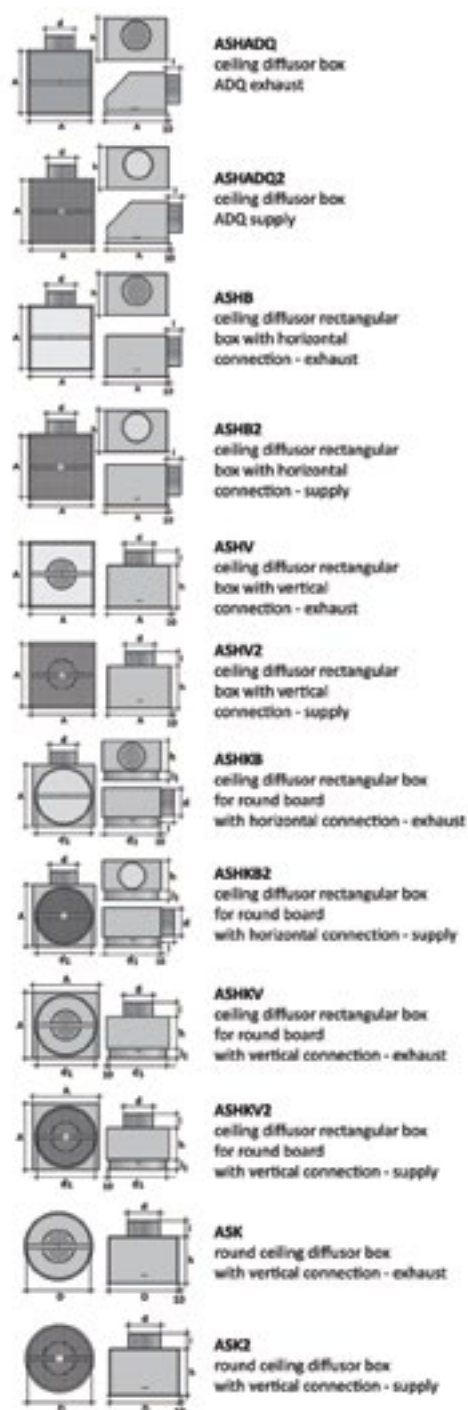 ASHADQ
ceiling diffusor box
ADQ exhaust
ASHADQ2
ceiling diffusor box
ADQ supply
ASHB
ceiling diffusor rectangular
box with horizontal
connection - exhaust
ASHB2
ceiling diffusor rectangular
box with horizontal
connection - supply
ASHV
ceiling diffusor rectangular
box with vertical
connection - exhaust
ASHV2
ceiling diffusor rectangular
box with vertical
connection - supply
ASHKB
ceiling diffusor rectangular box
for round board
with horizontal connection - exhaust
ASHKB2
ceiling diffusor rectangular box
for round board
with horizontal connection - supply
ASHKV
ceiling diffusor rectangular box
for round board
with vertical connection - exhaust
ASHKV2
ceiling diffusor rectangular box
for round board
with vertical connection - supply
ASK
round ceiling diffusor box
with vertical connection - exhaust
ASK2
round ceiling diffusor box
with vertical connection - supply